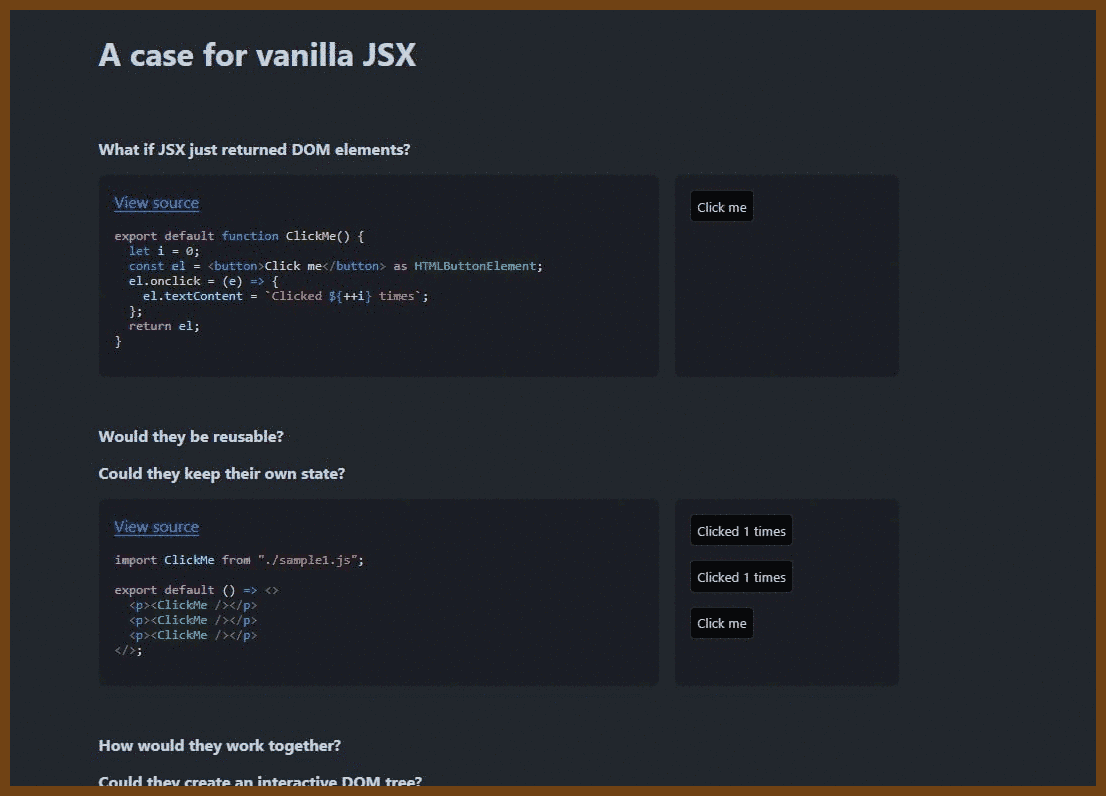 A case for vanilla JSX
What if JSX just returned DOM elements?
View source
export default function ClickMe() {
  let i = 0;
  const el = <button>Click me</button> as HTMLButtonElement;
  el.onclick = (e) => {
    el.textContent = `Clicked ${++i} times`;
  };
  return el;
}
Click me
Would they be reusable?
Could they keep their own state?
View source
import ClickMe from "./sample1.js";
export default () => <>
  <p><ClickMe /></p>
  <p><ClickMe /></p>
  <p><ClickMe /></p>
</>;
Clicked 1 times
Clicked 1 times
Click me
How would they work together?
Could they create an interactive DOM tree?